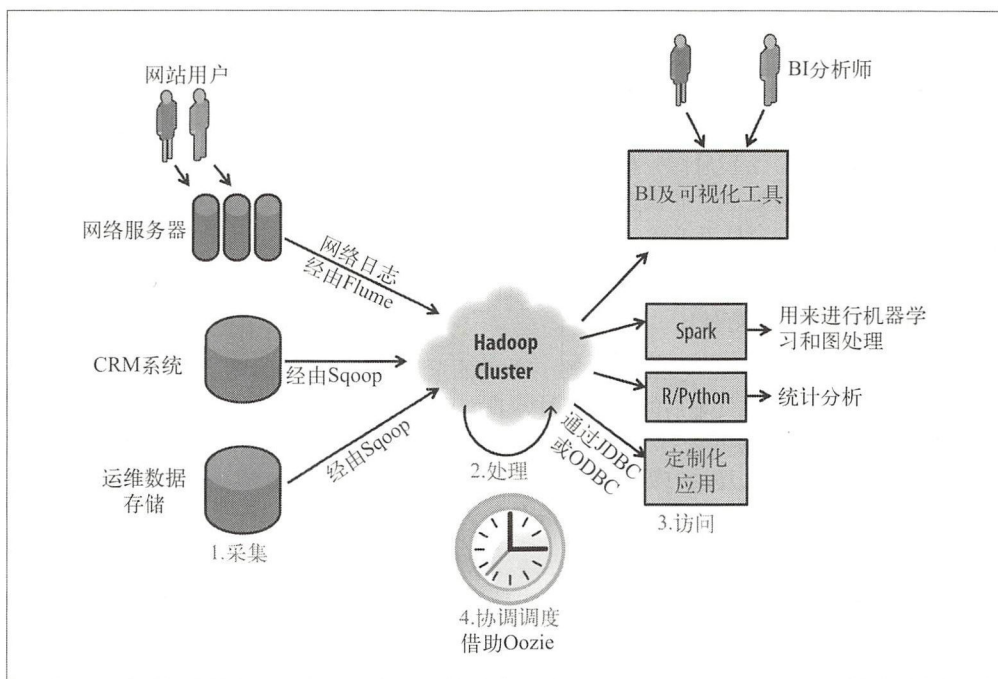 网站用户
BI分析师
BI及可视化工具
网络服务器
网络日志
经由Flume
Hadoop
Cluster
Spark
用来进行机器学
习和图处理
CRM系统
经由Sqoop
R/Python
统计分析
经由Sqoop
通过JDBC
或ODBC
运维数据
存储
2.处理
定制化
应用
1.采集
3.访问
4.协调调度
借助Oozie